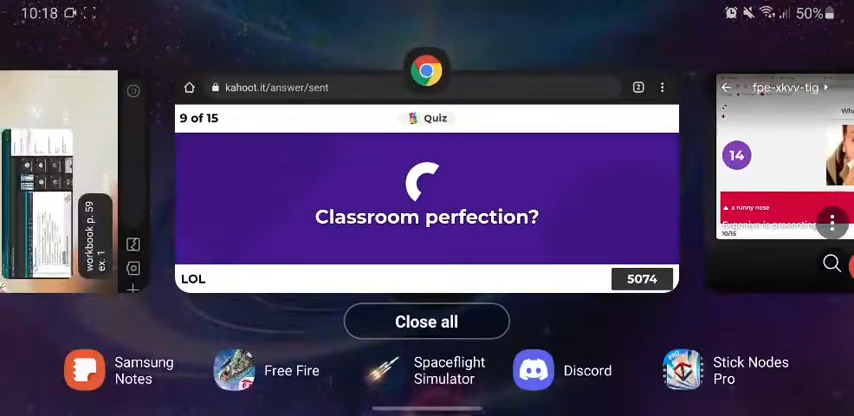 10:18
50%
workbook p. 59
ex. 1
kahoot.it/answer/sent
2
9 of 15
Quiz
Classroom perfection?
LOL
5074
fpe-xkvv-tig
14
a runny nose
10/15
Close all
Samsung
Notes
Free Fire
Spaceflight
Simulator
Discord
PRO
Stick Nodes
Pro